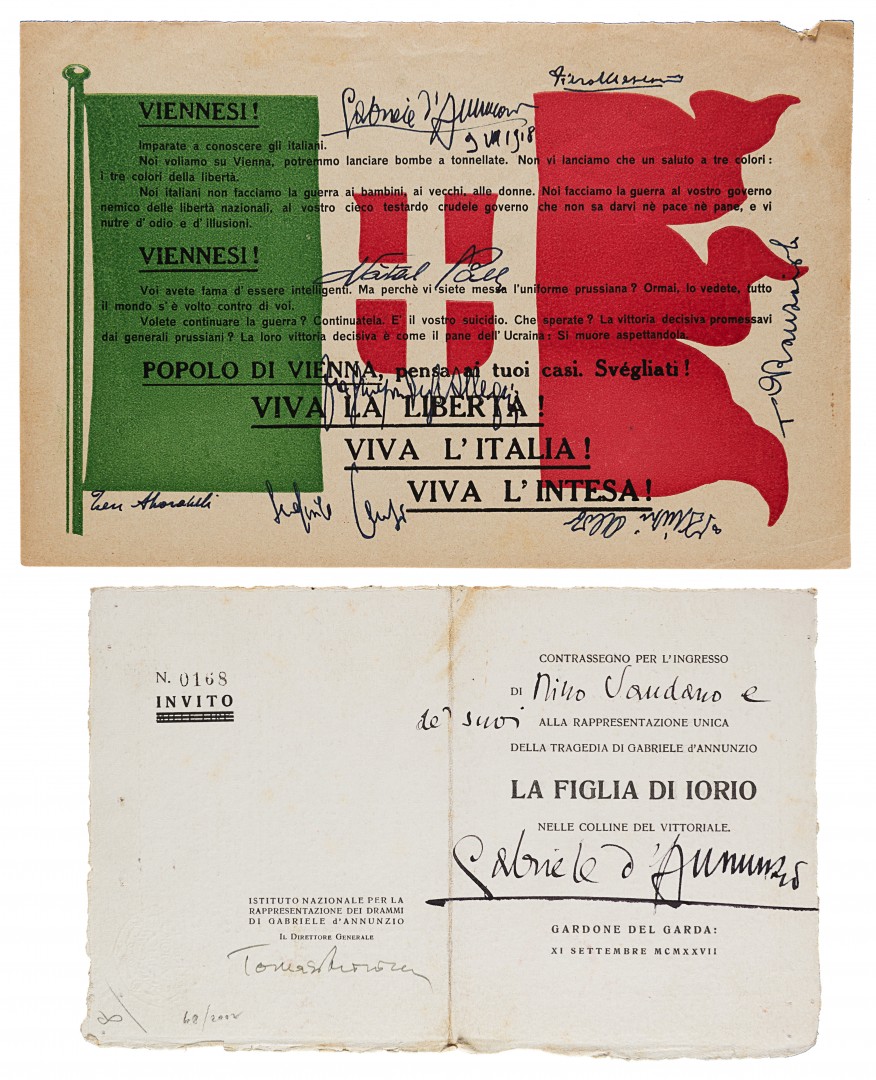 VIENNESI!
Gabriele d'Annunzio
9 VIII 1918
Imparate a conoscere gli italiani.
Noi voliamo su Vienna, potremmo lanciare bombe a tonnellate. Non vi lanciamo che un saluto a tre colori:
i tre colori della libertà.
Noi italiani non facciamo la guerra ai bambini, ai vecchi, alle donne. Noi facciamo la guerra al vostro governo
nemico delle libertà nazionali, al vostro cieco testardo crudele governo che non sa darvi nè pace nè pane, e vi
nutre d'odio e d'illusioni.
VIENNESI!
Natale Palli
Voi avete fama d'essere intelligenti. Ma perchè vi siete messa l'uniforme prussiana? Ormai, lo vedete, tutto
il mondo s'è volto contro di voi.
Volete continuare la guerra? Continuatela. E' il vostro suicidio. Che sperate? La vittoria decisiva promessavi
dai generali prussiani? La loro vittoria decisiva è come il pane dell'Ucraina: Si muore aspettandola.
POPOLO DI VIENNA, pensa ai tuoi casi. Svégliati!
VIVA LA LIBERTÀ!
VIVA L'ITALIA!
VIVA L'INTESA!
N. 0168
INVITO
ISTITUTO NAZIONALE PER LA
RAPPRESENTAZIONE DEI DRAMMI
DI GABRIELE d'ANNUNZIO
IL DIRETTORE GENERALE
48/2000
CONTRASSEGNO PER L'INGRESSO
DI Nino Vaudano e
de' suoi ALLA RAPPRESENTAZIONE UNICA
DELLA TRAGEDIA DI GABRIELE d'ANNUNZIO
LA FIGLIA DI IORIO
NELLE COLLINE DEL VITTORIALE.
Gabriele d'Annunzio
GARDONE DEL GARDA:
XI SETTEMBRE MCMXXVII